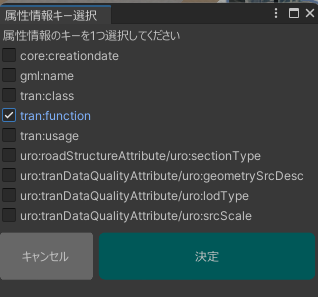 属性情報キー選択
属性情報のキーを1つ選択してください
core:creationdate
gml:name
tran:class
tran:function
tran:usage
uro:roadStructureAttribute/uro:sectionType
uro:tranDataQualityAttribute/uro:geometrySrcDesc
uro:tranDataQualityAttribute/uro:lodType
uro:tranDataQualityAttribute/uro:srcScale
キャンセル 決定